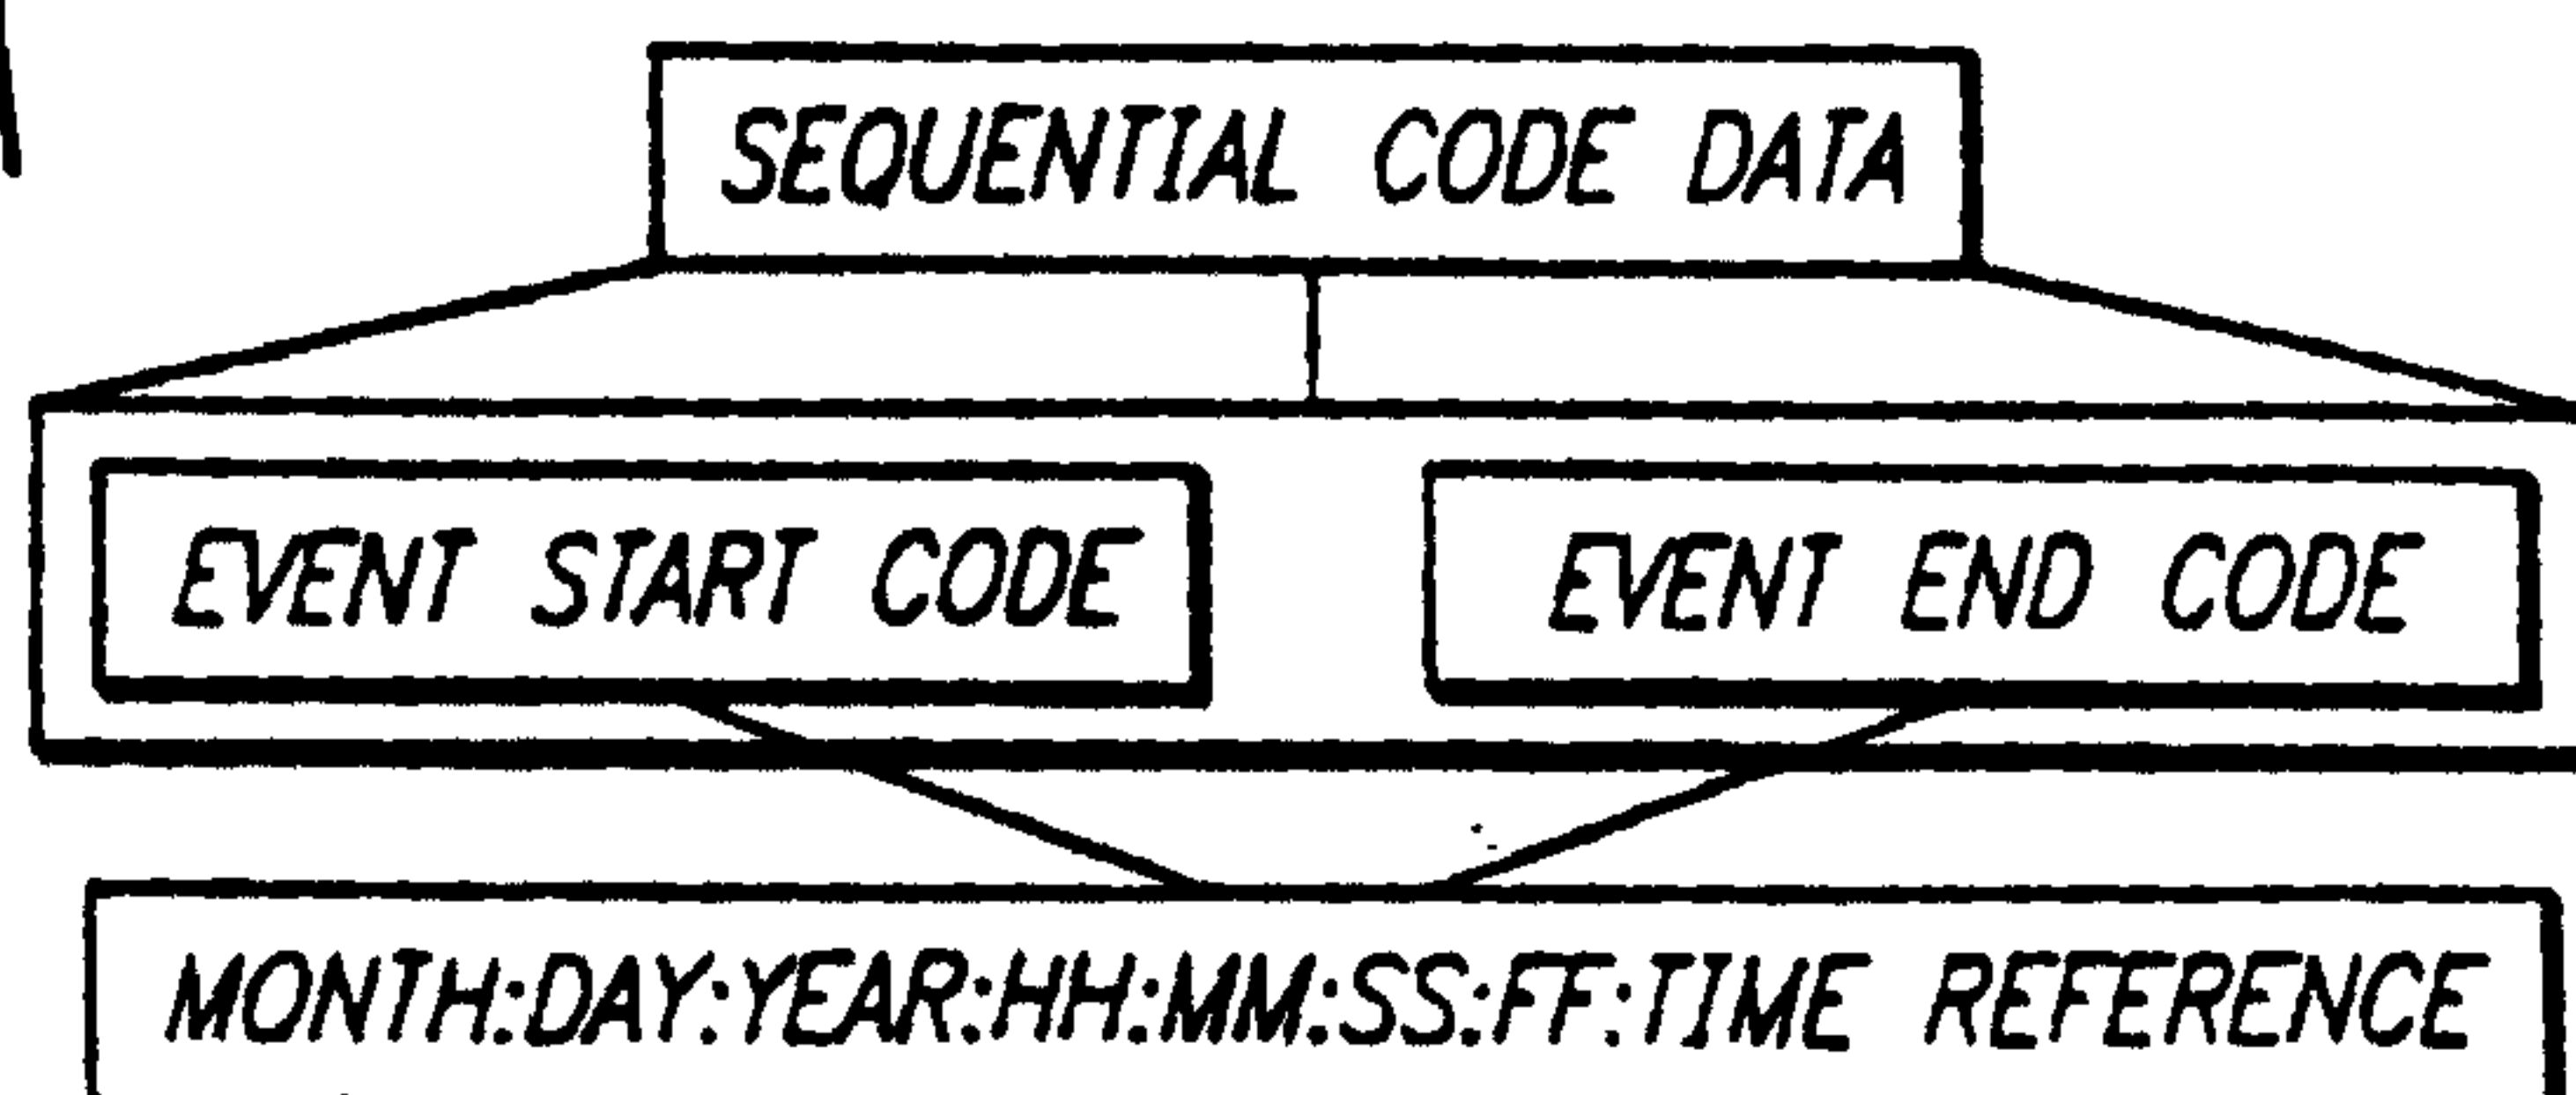 SEQUENTIAL CODE DATA
EVENT START CODE
EVENT END CODE
MONTH:DAY:YEAR:HH:MM:SS:FF:TIME REFERENCE